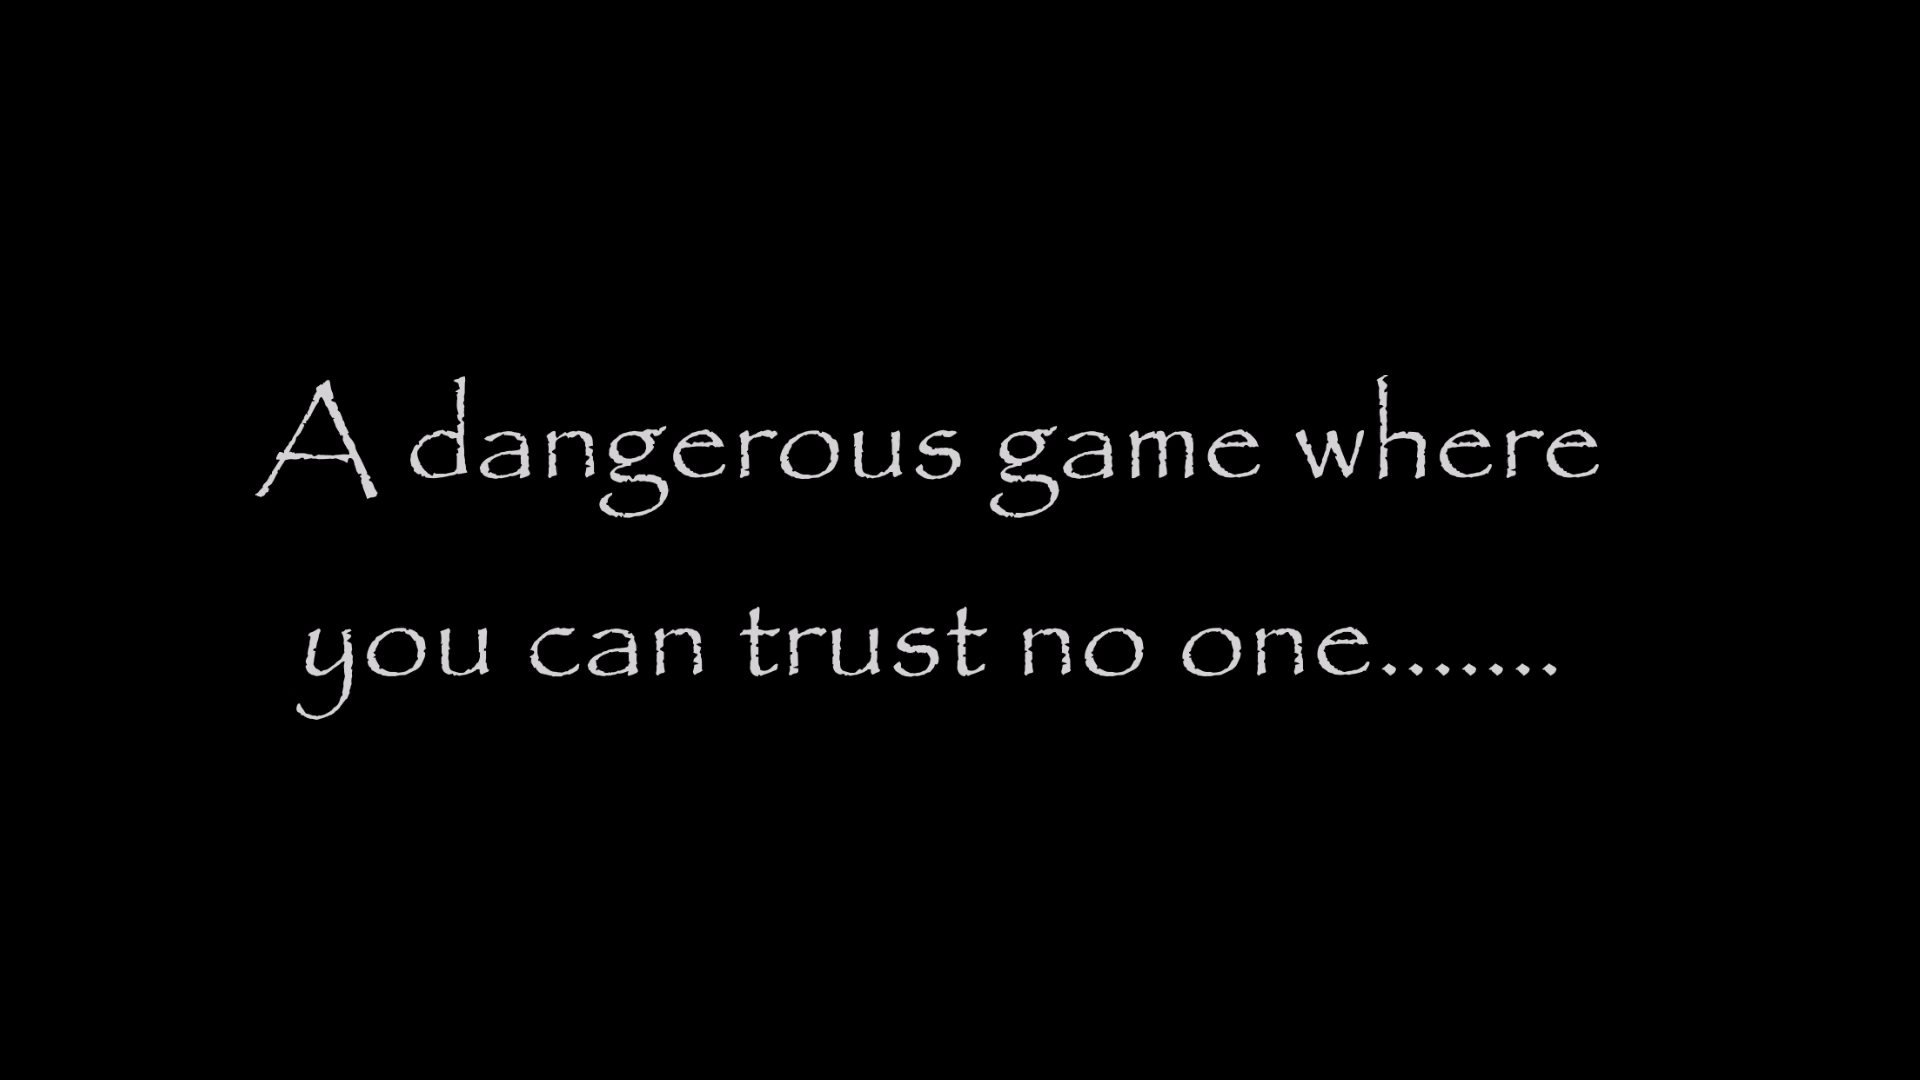 A dangerous game where
you can trust no one.......